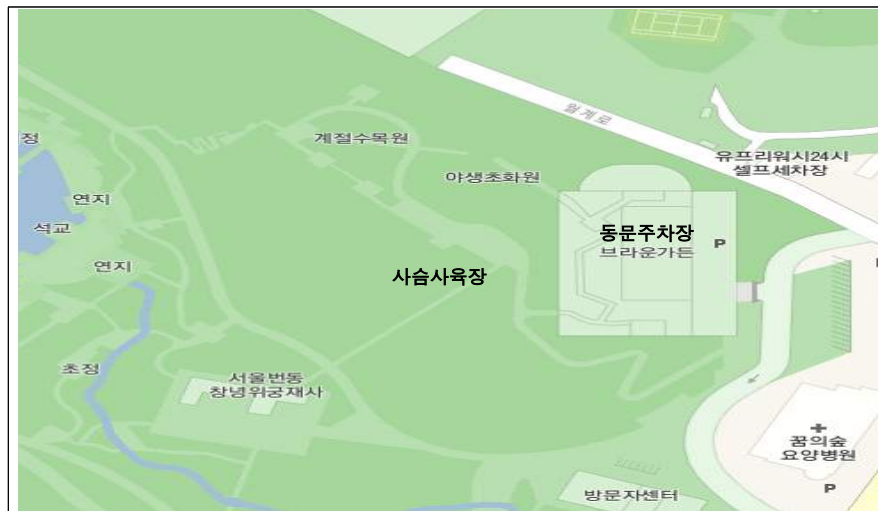 월계로
정
계절수목원
유프리워시24시
셀프세차장
야생초화원
연지
석교
동문주차장
P
브라운가든
연지
사슴사육장
초정
서울번동
창녕위궁재사
꿈의숲
요양병원
방문자센터
P